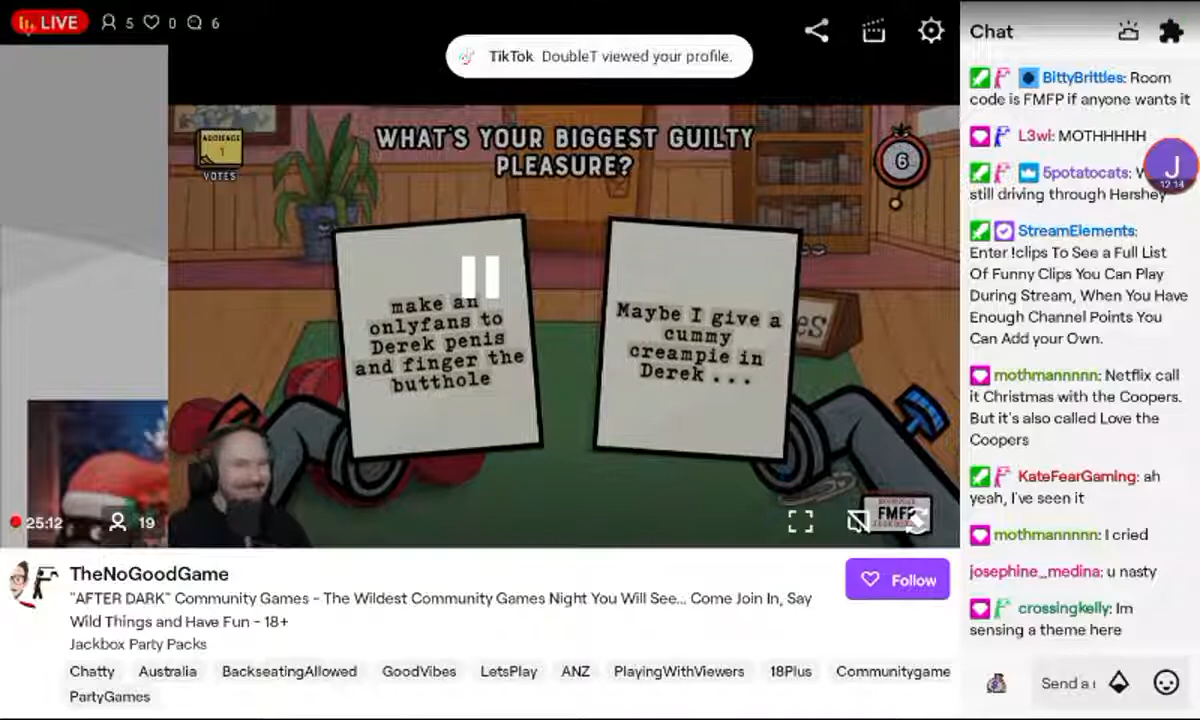 LIVE 5 0 6
TikTok DoubleT viewed your profile.
AUDIENCE
1
VOTES
WHAT'S YOUR BIGGEST GUILTY
PLEASURE?
6
make an
onlyfans to
Derek penis
and finger the
butthole
Maybe I give a
cummy
creampie in
Derek ...
es
FMFP
25:12
19
TheNoGoodGame
"AFTER DARK" Community Games - The Wildest Community Games Night You Will See... Come Join In, Say
Wild Things and Have Fun - 18+
Jackbox Party Packs
Chatty Australia BackseatingAllowed GoodVibes LetsPlay ANZ PlayingWithViewers 18Plus Communitygame
PartyGames
Follow
Chat
BittyBrittles: Room
code is FMFP if anyone wants it
L3wi: MOTHHHHH
J
12:14
5potatocats:
still driving through Hershey
StreamElements:
Enter !clips To See a Full List
Of Funny Clips You Can Play
During Stream, When You Have
Enough Channel Points You
Can Add your Own.
mothmannnnn: Netflix call
it Christmas with the Coopers.
But it's also called Love the
Coopers
KateFearGaming: ah
yeah, I've seen it
mothmannnnn: I cried
josephine_medina: u nasty
crossingkelly: Im
sensing a theme here
Send a